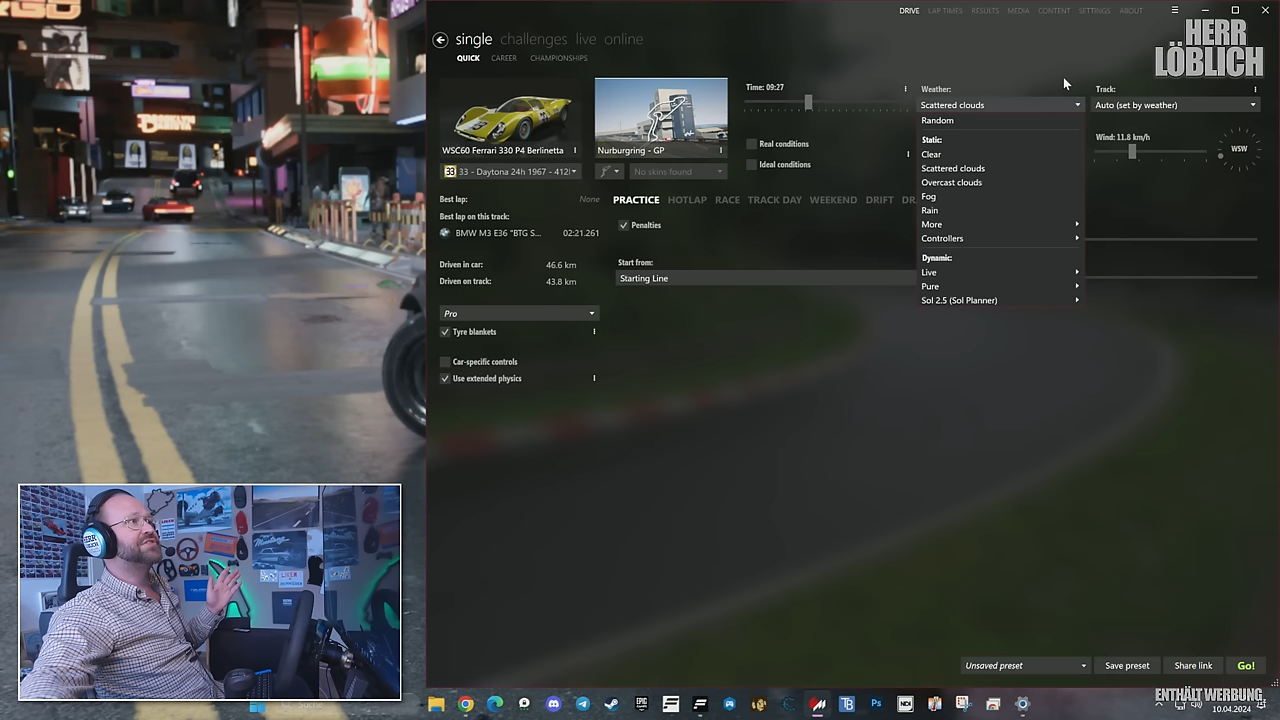 DRIVE LAP TIMES RESULTS MEDIA CONTENT SETTINGS ABOUT
single challenges live online
QUICK CAREER CHAMPIONSHIPS
HERR
LÖBLICH
WSC60 Ferrari 330 P4 Berlinetta
Nurburgring - GP
33 33 - Daytona 24h 1967 - 412
No skins found
Time: 09:27
Real conditions
Ideal conditions
Weather:
Scattered clouds
Random
Static:
Clear
Scattered clouds
Overcast clouds
Fog
Rain
More
Controllers
Dynamic:
Live
Pure
Sol 2.5 (Sol Planner)
Track:
Auto (set by weather)
Wind: 11.8 km/h
WSW
Best lap: None
Best lap on this track:
BMW M3 E36 "BTG S... 02:21.261
Driven in car: 46.6 km
Driven on track: 43.8 km
Pro
Tyre blankets
Car-specific controls
Use extended physics
PRACTICE HOTLAP RACE TRACK DAY WEEKEND DRIFT DR
Penalties
Start from:
Starting Line
Unsaved preset
Save preset
Share link
Go!
Suche
ENTHÄLT WERBUNG
10.04.2024